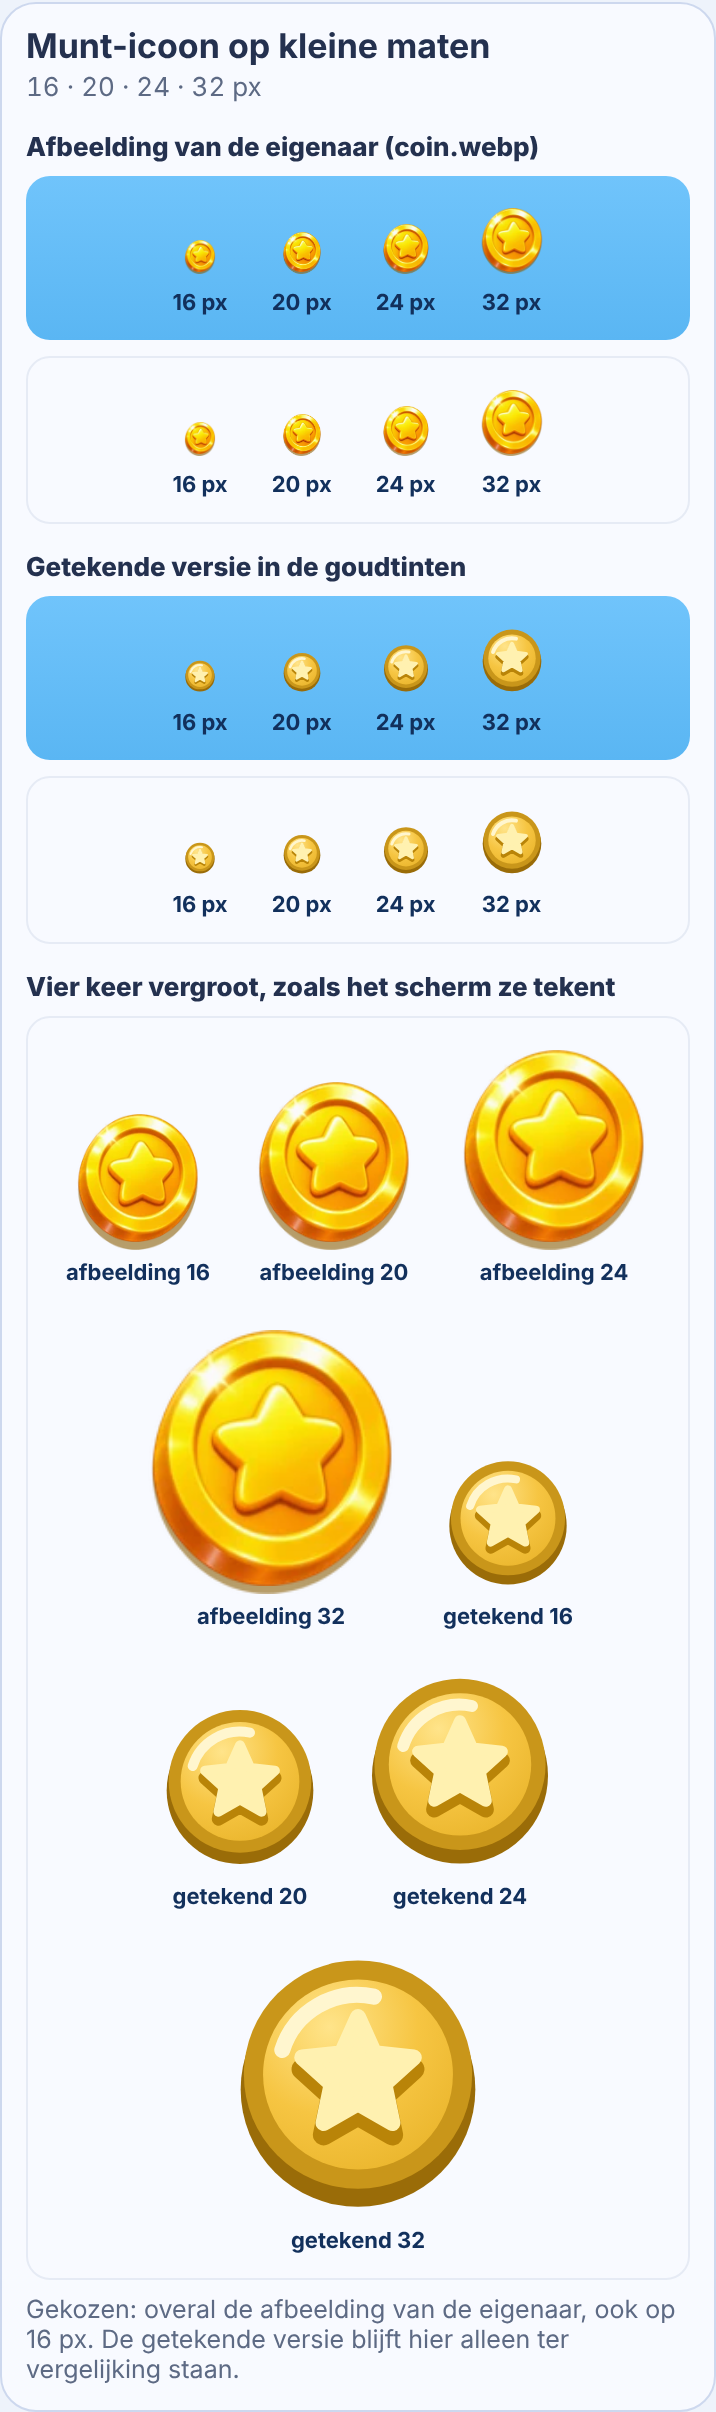 Munt-icoon op kleine maten
16 · 20 · 24 · 32 px
Afbeelding van de eigenaar (coin.webp)
16 px 20 px 24 px 32 px
16 px 20 px 24 px 32 px
Getekende versie in de goudtinten
16 px 20 px 24 px 32 px
16 px 20 px 24 px 32 px
Vier keer vergroot, zoals het scherm ze tekent
afbeelding 16 afbeelding 20 afbeelding 24
afbeelding 32 getekend 16
getekend 20 getekend 24
getekend 32
Gekozen: overal de afbeelding van de eigenaar, ook op
16 px. De getekende versie blijft hier alleen ter
vergelijking staan.